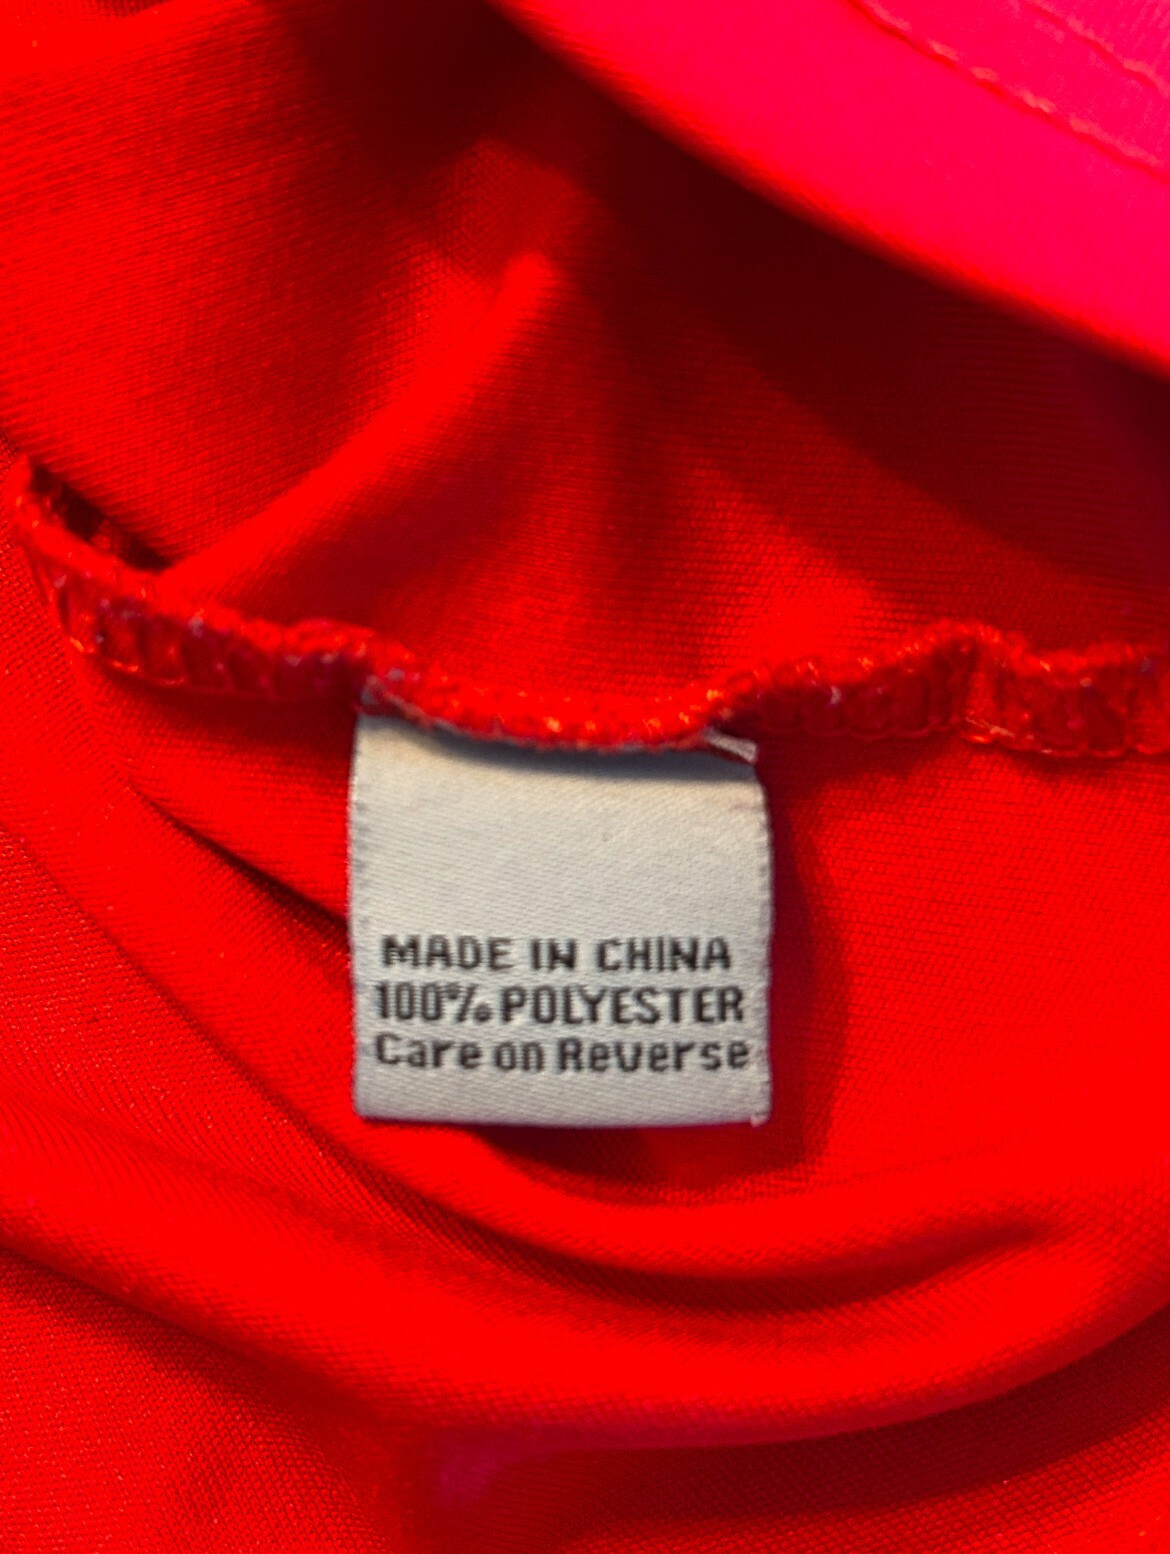 MADE IN CHINA
100% POLYESTER
Care on Reverse